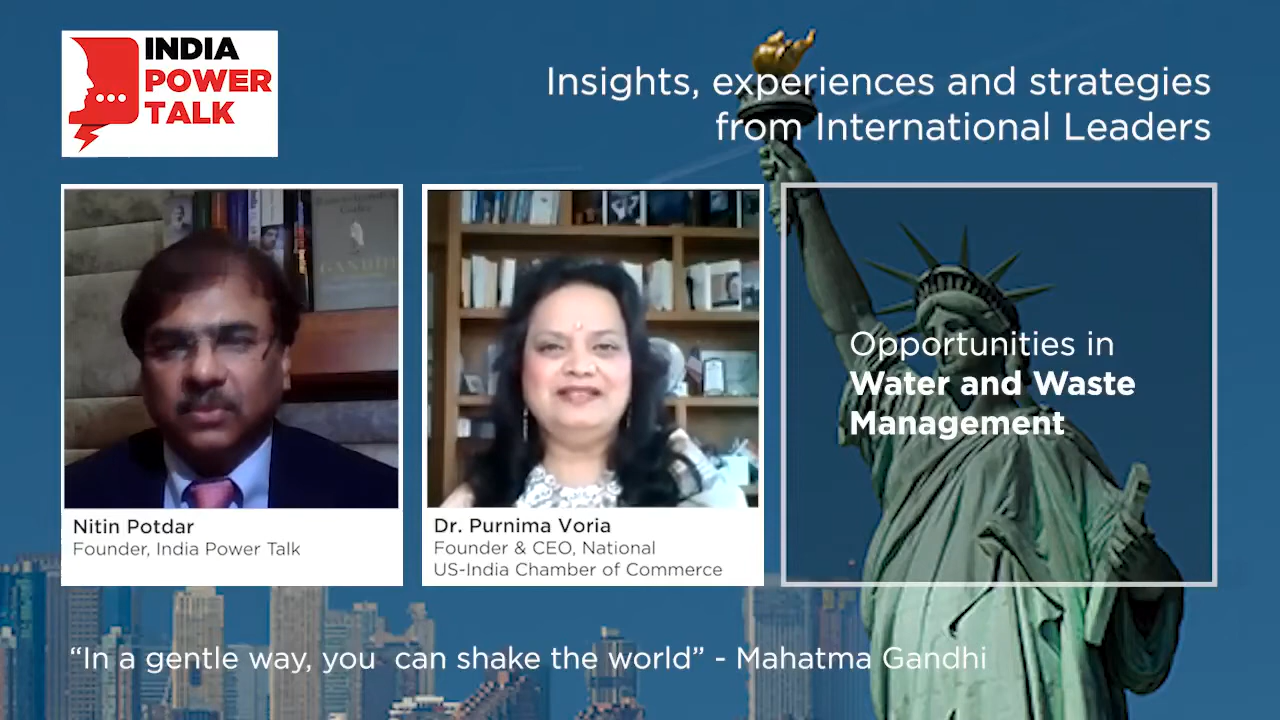 INDIA
POWER
TALK
Insights, experiences and strategies
from International Leaders
GANDHI
Opportunities in
Water and Waste
Management
Nitin Potdar
Founder, India Power Talk
Dr. Purnima Voria
Founder & CEO, National
US-India Chamber of Commerce
“In a gentle way, you can shake the world” - Mahatma Gandhi